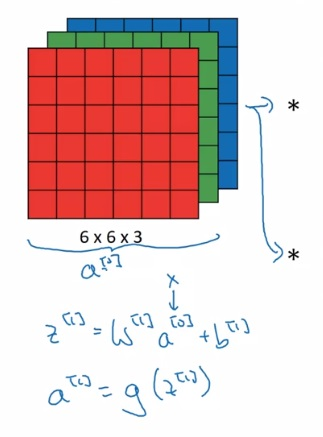 *
*
6 x 6 x 3
a^[0]
x
↓
z^[1] = W^[1] a^[0] + b^[1]
a^[1] = g(z^[1])